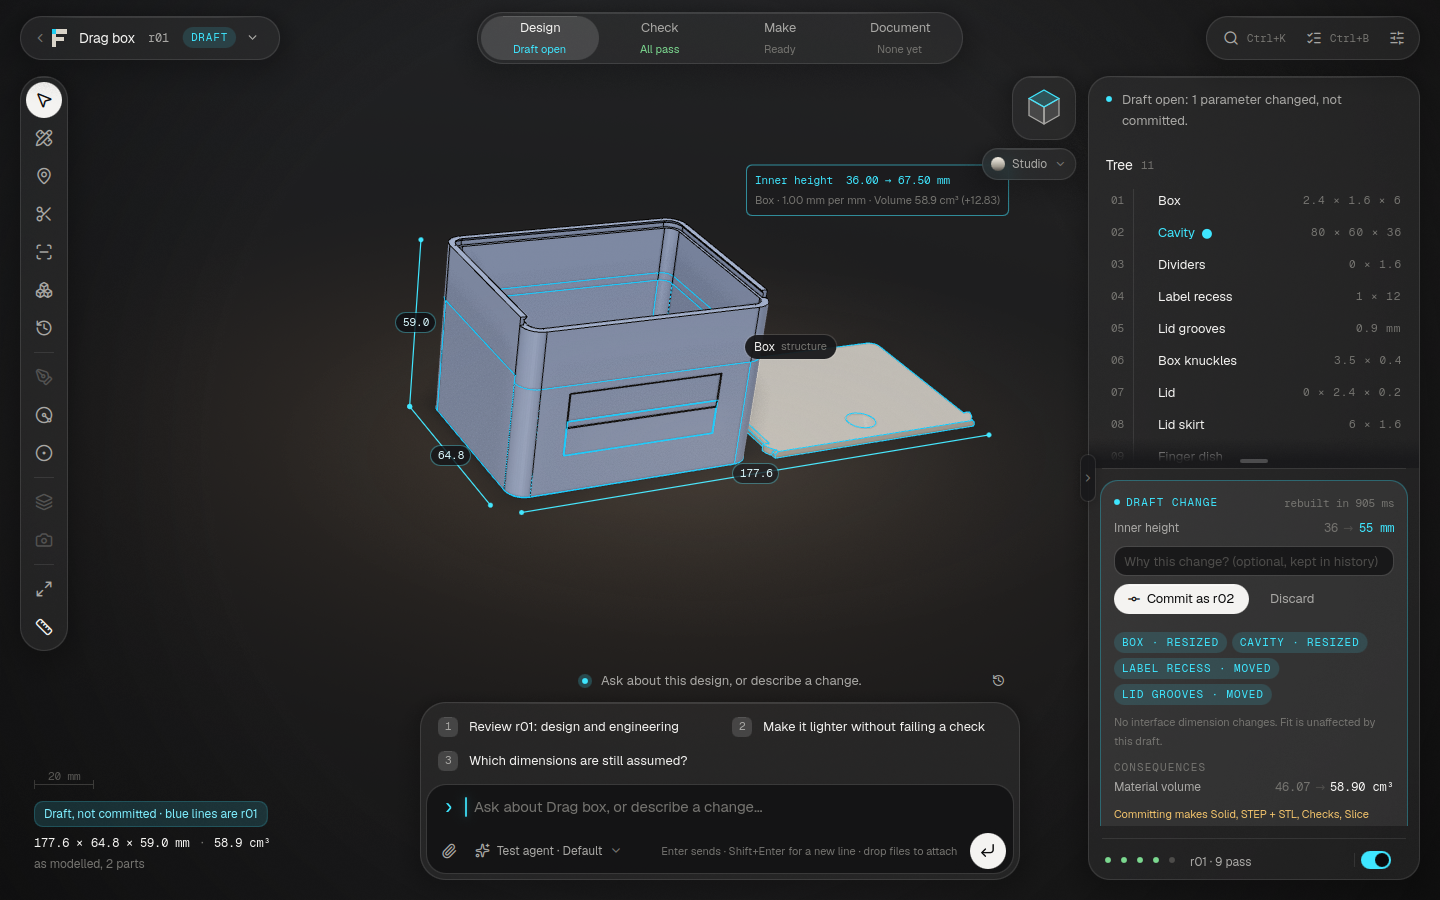 Drag box r01 DRAFT
Design
Draft open
Check
All pass
Make
Ready
Document
None yet
Ctrl+K
Ctrl+B
Studio
Inner height 36.00 → 67.50 mm
Box · 1.00 mm per mm · Volume 58.9 cm³ (+12.83)
59.0
64.8
177.6
Box structure
Draft open: 1 parameter changed, not
committed.
Tree 11
01 Box 2.4 × 1.6 × 6
02 Cavity 80 × 60 × 36
03 Dividers 0 × 1.6
04 Label recess 1 × 12
05 Lid grooves 0.9 mm
06 Box knuckles 3.5 × 0.4
07 Lid 0 × 2.4 × 0.2
08 Lid skirt 6 × 1.6
09 Finger dish
DRAFT CHANGE rebuilt in 905 ms
Inner height 36 → 55 mm
Why this change? (optional, kept in history)
Commit as r02 Discard
BOX · RESIZED CAVITY · RESIZED
LABEL RECESS · MOVED
LID GROOVES · MOVED
No interface dimension changes. Fit is unaffected by
this draft.
CONSEQUENCES
Material volume 46.07 → 58.90 cm³
Committing makes Solid, STEP + STL, Checks, Slice
r01 · 9 pass
Ask about this design, or describe a change.
1 Review r01: design and engineering
2 Make it lighter without failing a check
3 Which dimensions are still assumed?
Ask about Drag box, or describe a change...
Test agent · Default
Enter sends · Shift+Enter for a new line · drop files to attach
20 mm
Draft, not committed · blue lines are r01
177.6 × 64.8 × 59.0 mm · 58.9 cm³
as modelled, 2 parts